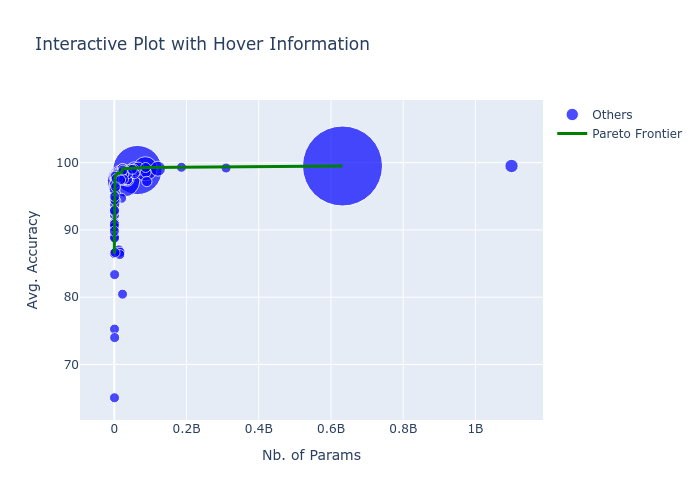 Interactive Plot with Hover Information
Others
Pareto Frontier
100
90
80
70
Avg. Accuracy
0
0.2B
0.4B
0.6B
0.8B
1B
Nb. of Params